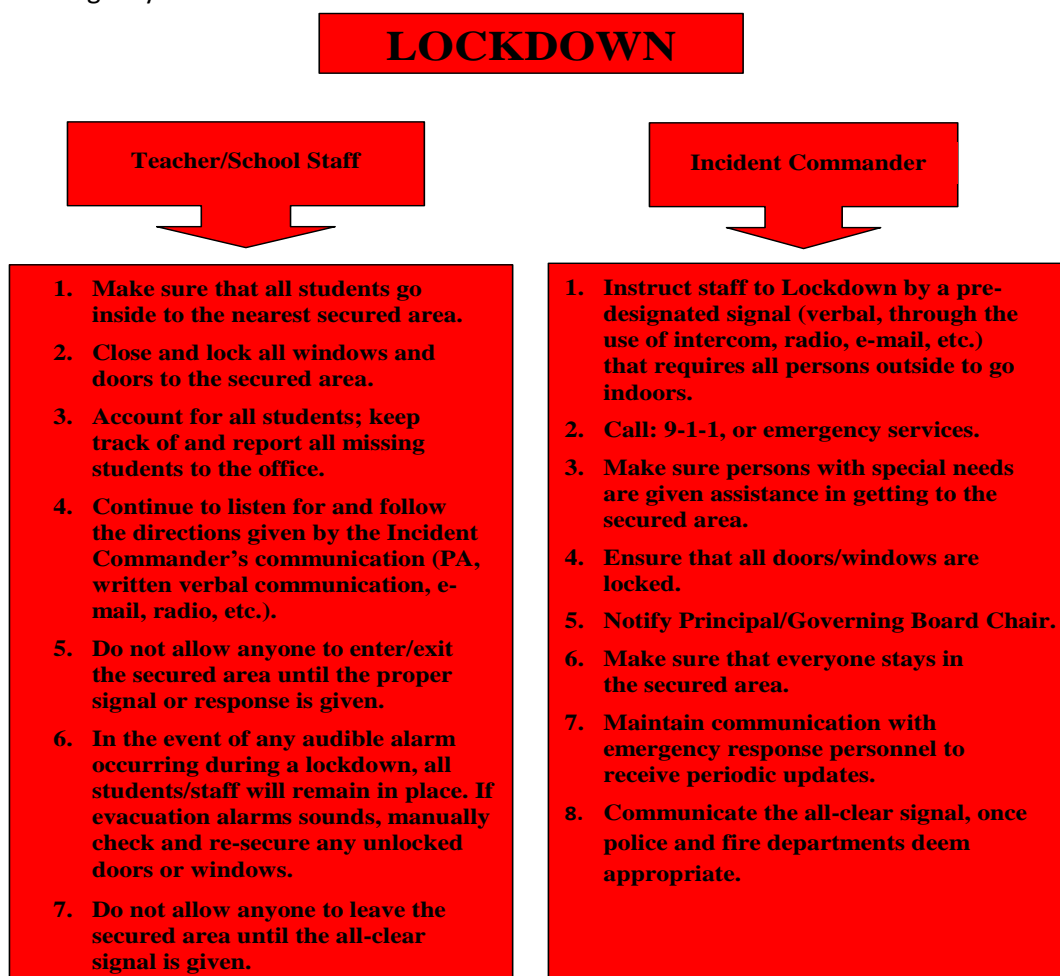 LOCKDOWN
Teacher/School Staff
1. Make sure that all students go
inside to the nearest secured area.
2. Close and lock all windows and
doors to the secured area.
3. Account for all students; keep
track of and report all missing
students to the office.
4. Continue to listen for and follow
the directions given by the Incident
Commander’s communication (PA,
written verbal communication, e-
mail, radio, etc.).
5. Do not allow anyone to enter/exit
the secured area until the proper
signal or response is given.
6. In the event of any audible alarm
occurring during a lockdown, all
students/staff will remain in place. If
evacuation alarms sounds, manually
check and re-secure any unlocked
doors or windows.
7. Do not allow anyone to leave the
secured area until the all-clear
signal is given.
Incident Commander
1. Instruct staff to Lockdown by a pre-
designated signal (verbal, through the
use of intercom, radio, e-mail, etc.)
that requires all persons outside to go
indoors.
2. Call: 9-1-1, or emergency services.
3. Make sure persons with special needs
are given assistance in getting to the
secured area.
4. Ensure that all doors/windows are
locked.
5. Notify Principal/Governing Board Chair.
6. Make sure that everyone stays in
the secured area.
7. Maintain communication with
emergency response personnel to
receive periodic updates.
8. Communicate the all-clear signal, once
police and fire departments deem
appropriate.